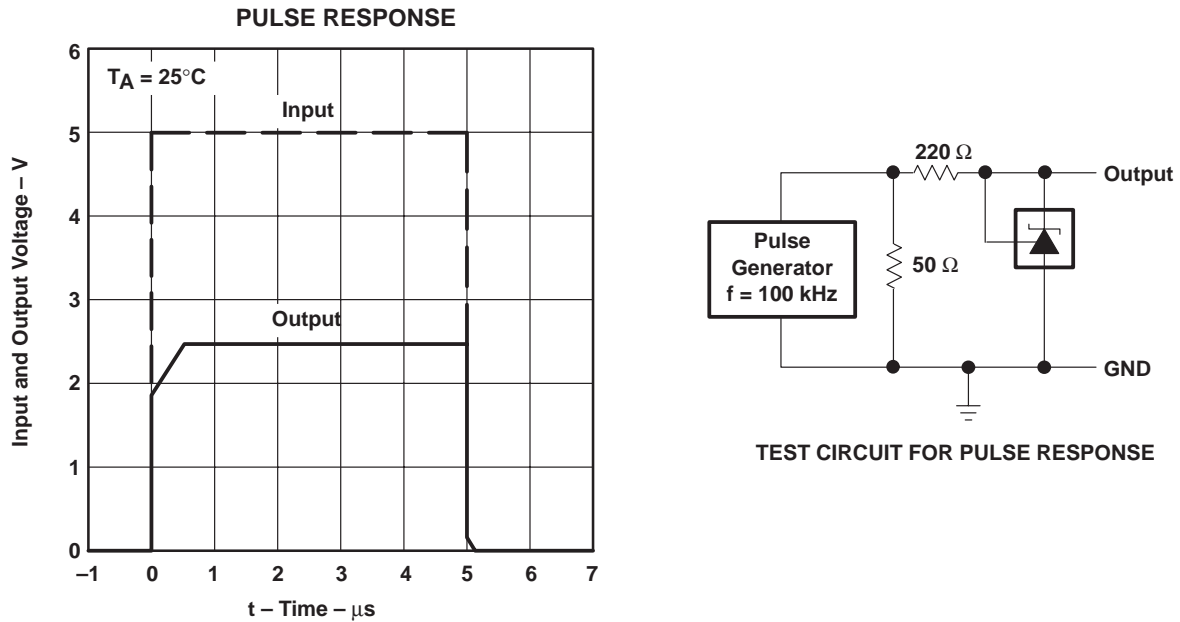 PULSE RESPONSE
6
5
4
3
2
1
0
Input and Output Voltage – V
TA = 25°C
Input
Output
–1 0 1 2 3 4 5 6 7
t – Time – μs
220 Ω
Output
Pulse
Generator
f = 100 kHz
50 Ω
GND
TEST CIRCUIT FOR PULSE RESPONSE